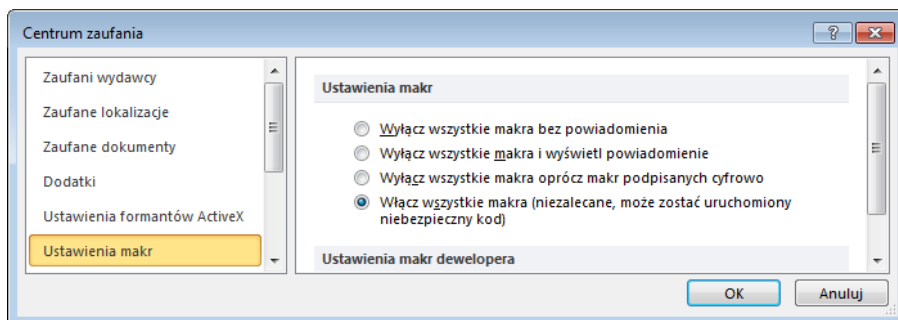 Centrum zaufania
Zaufani wydawcy
Zaufane lokalizacje
Zaufane dokumenty
Dodatki
Ustawienia formantów ActiveX
Ustawienia makr
Ustawienia makr
Wyłącz wszystkie makra bez powiadomienia
Wyłącz wszystkie makra i wyświetl powiadomienie
Wyłącz wszystkie makra oprócz makr podpisanych cyfrowo
Włącz wszystkie makra (niezalecane, może zostać uruchomiony
niebezpieczny kod)
Ustawienia makr dewelopera
OK
Anuluj